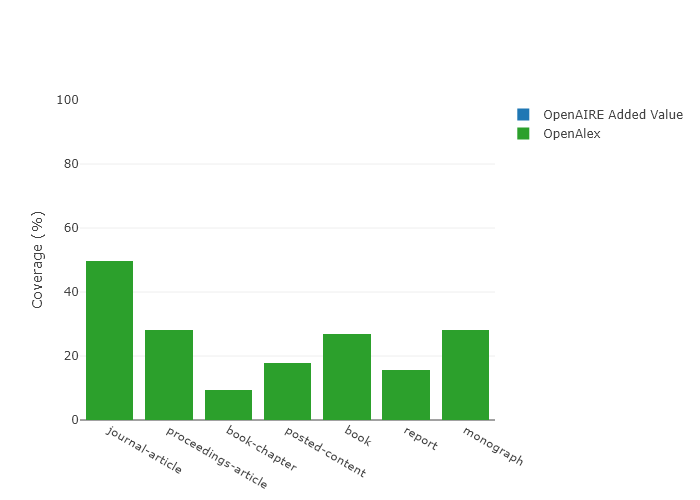 100
80
60
40
20
0
Coverage (%)
journal-article
proceedings-article
book-chapter
posted-content
book
report
monograph
OpenAIRE Added Value
OpenAlex